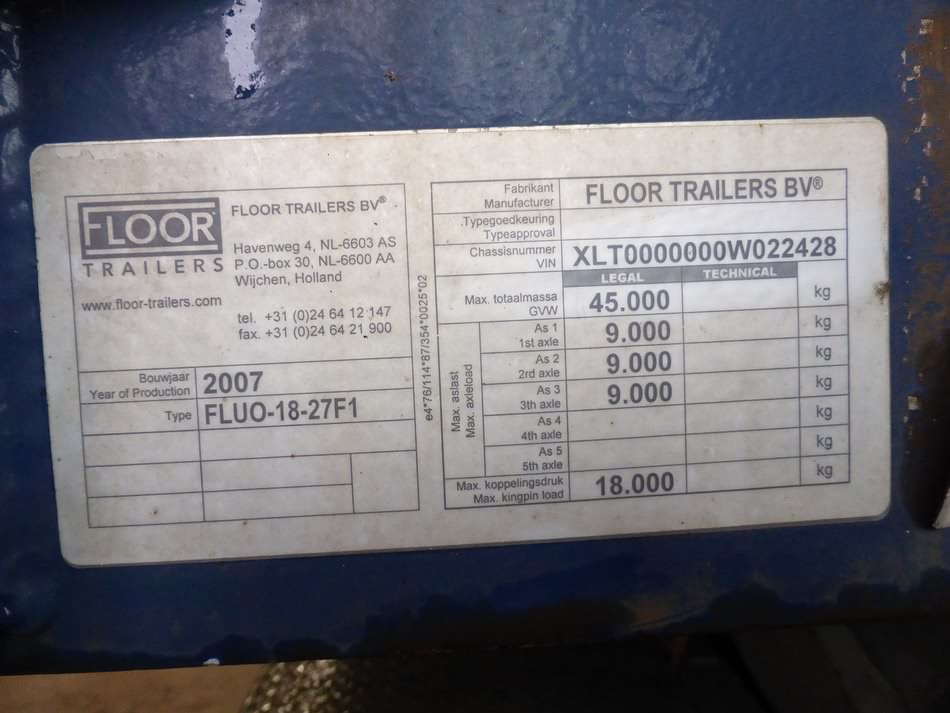 FLOOR
TRAILERS
FLOOR TRAILERS BV®
Havenweg 4, NL-6603 AS
P.O.-box 30, NL-6600 AA
Wijchen, Holland
www.floor-trailers.com
tel. +31 (0)24 64 12 147
fax. +31 (0)24 64 21 900
Bouwjaar
Year of Production
2007
Type
FLUO-18-27F1
e4*76/114*87/354*0025*02
Fabrikant
Manufacturer
FLOOR TRAILERS BV®
Typegoedkeuring
Typeapproval
Chassisnummer
VIN
XLT0000000W022428
LEGAL TECHNICAL
Max. totaalmassa
GVW
45.000 kg
Max. aslast
Max. axleload
As 1
1st axle
9.000 kg
As 2
2rd axle
9.000 kg
As 3
3th axle
9.000 kg
As 4
4th axle
kg
As 5
5th axle
kg
Max. koppelingsdruk
Max. kingpin load
18.000 kg